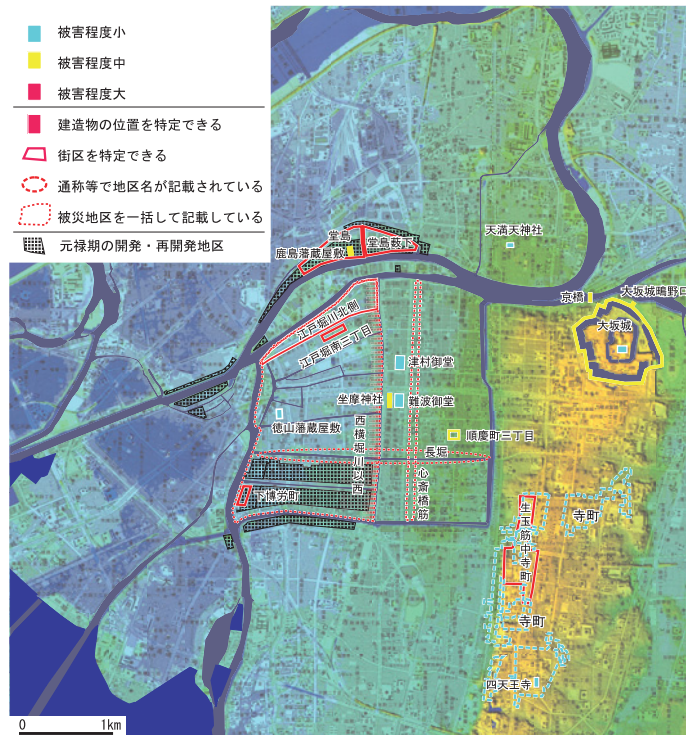 被害程度小
被害程度中
被害程度大
建造物の位置を特定できる
街区を特定できる
通称等で地区名が記載されている
被災地区を一括して記載している
元禄期の開発・再開発地区
天満天神社
堂島
堂島薮下
鹿島藩蔵屋敷
京橋
大坂城鴫野口
大坂城
江戸堀川北側
江戸堀南三丁目
津村御堂
坐摩神社
難波御堂
徳山藩蔵屋敷
西横堀川以西
順慶町三丁目
長堀
心斎橋筋
下博労町
生玉筋中寺町
寺町
寺町
四天王寺
0
1km